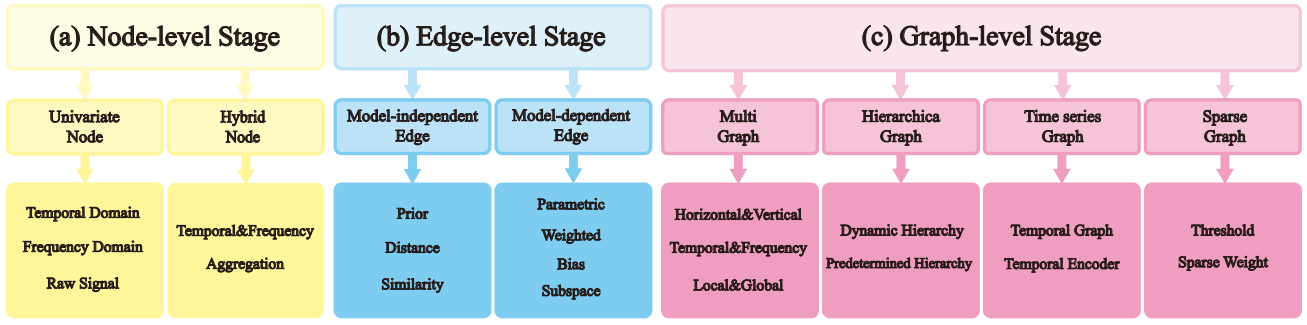 (a) Node-level Stage
(b) Edge-level Stage
(c) Graph-level Stage
Univariate
Node
Hybrid
Node
Model-independent
Edge
Model-dependent
Edge
Multi
Graph
Hierarchica
Graph
Time series
Graph
Sparse
Graph
Temporal Domain
Frequency Domain
Raw Signal
Temporal&Frequency
Aggregation
Prior
Distance
Similarity
Parametric
Weighted
Bias
Subspace
Horizontal&Vertical
Temporal&Frequency
Local&Global
Dynamic Hierarchy
Predetermined Hierarchy
Temporal Graph
Temporal Encoder
Threshold
Sparse Weight